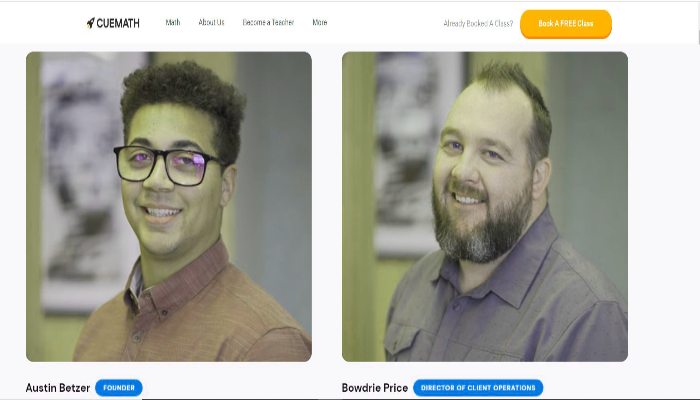 CUEMATH Math About Us Become a Teacher More Already Booked A Class? Book A FREE Class
Austin Betzer FOUNDER Bowdrie Price DIRECTOR OF CLIENT OPERATIONS